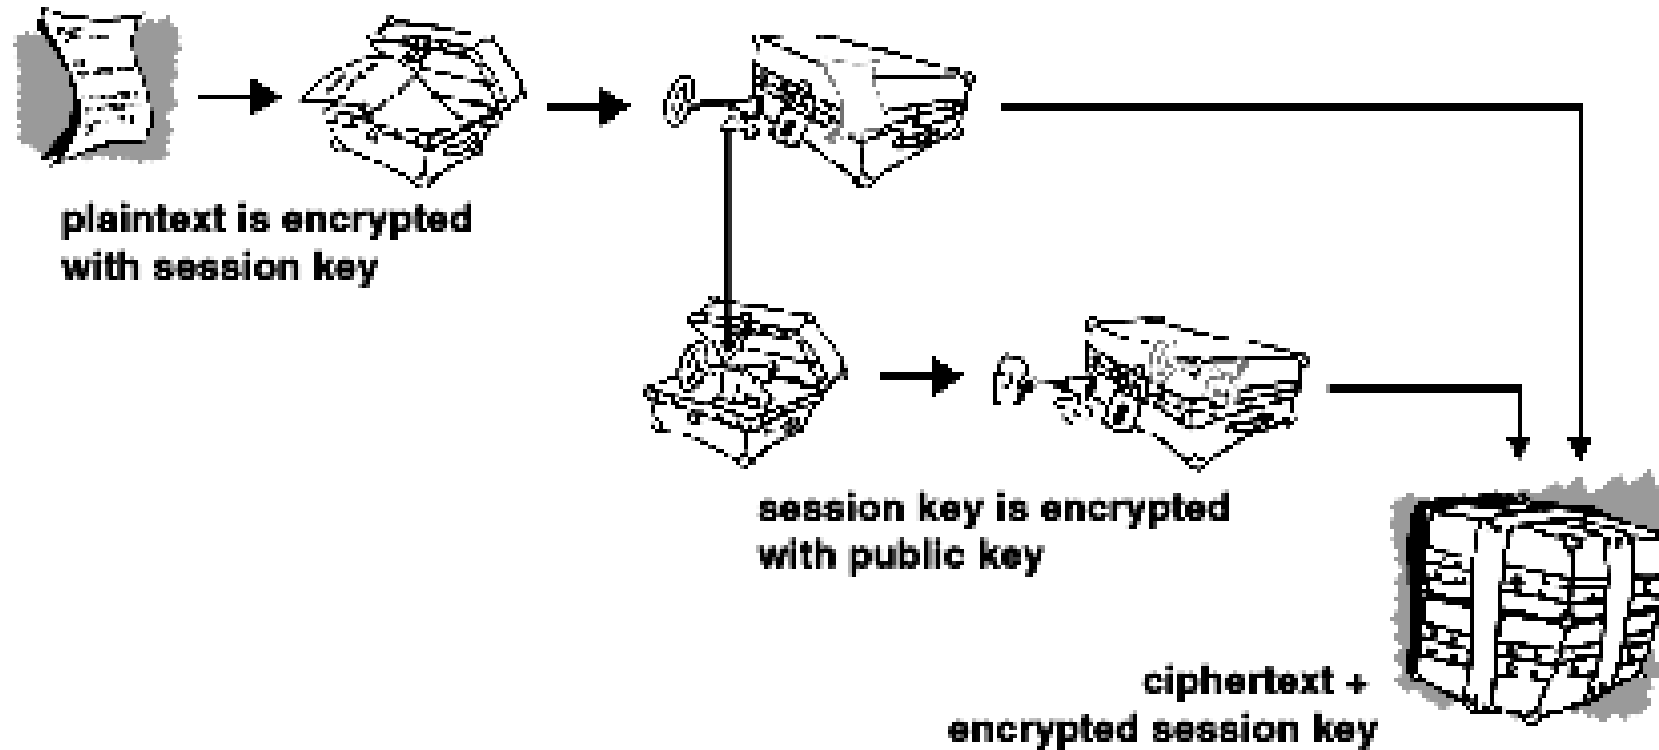 plaintext is encrypted
with session key
session key is encrypted
with public key
ciphertext +
encrypted session key